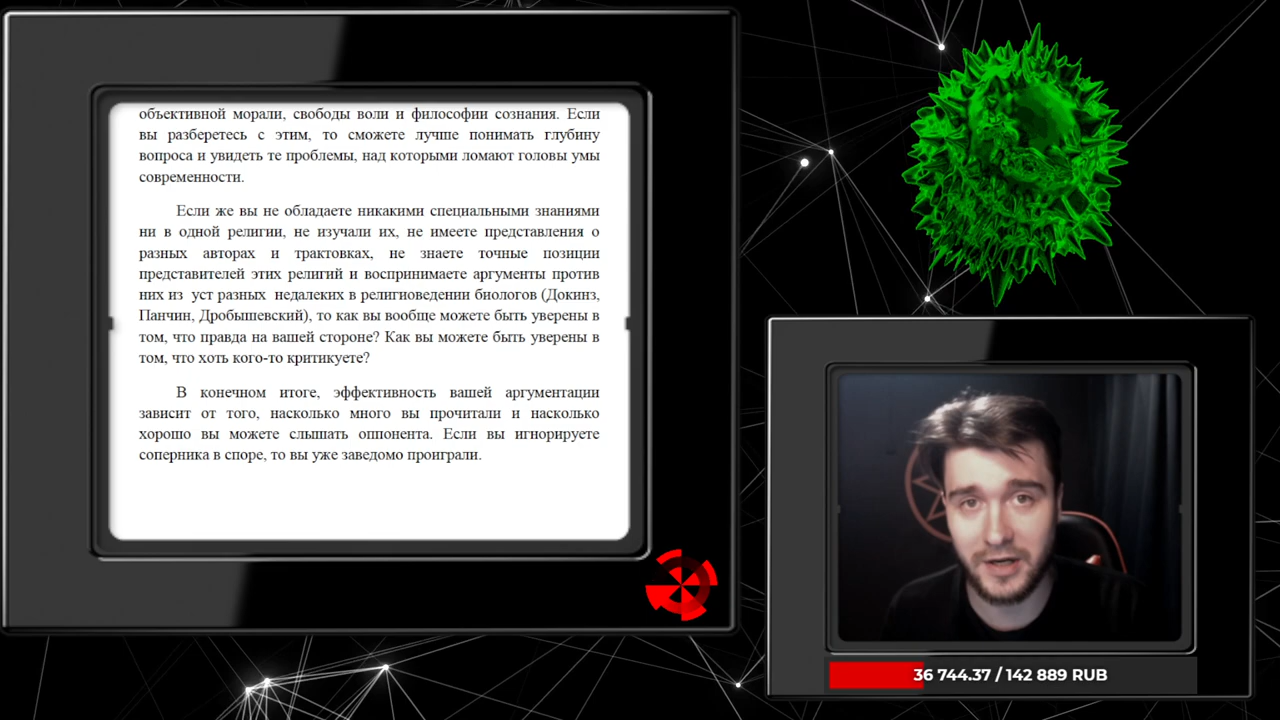 объективной морали, свободы воли и философии сознания. Если
вы разберетесь с этим, то сможете лучше понимать глубину
вопроса и увидеть те проблемы, над которыми ломают головы умы
современности.
Если же вы не обладаете никакими специальными знаниями
ни в одной религии, не изучали их, не имеете представления о
разных авторах и трактовках, не знаете точные позиции
представителей этих религий и воспринимаете аргументы против
них из уст разных недалеких в религиоведении биологов (Докинз,
Панчин, Дробышевский), то как вы вообще можете быть уверены в
том, что правда на вашей стороне? Как вы можете быть уверены в
том, что хоть кого-то критикуете?
В конечном итоге, эффективность вашей аргументации
зависит от того, насколько много вы прочитали и насколько
хорошо вы можете слышать оппонента. Если вы игнорируете
соперника в споре, то вы уже заведомо проиграли.
36 744.37 / 142 889 RUB